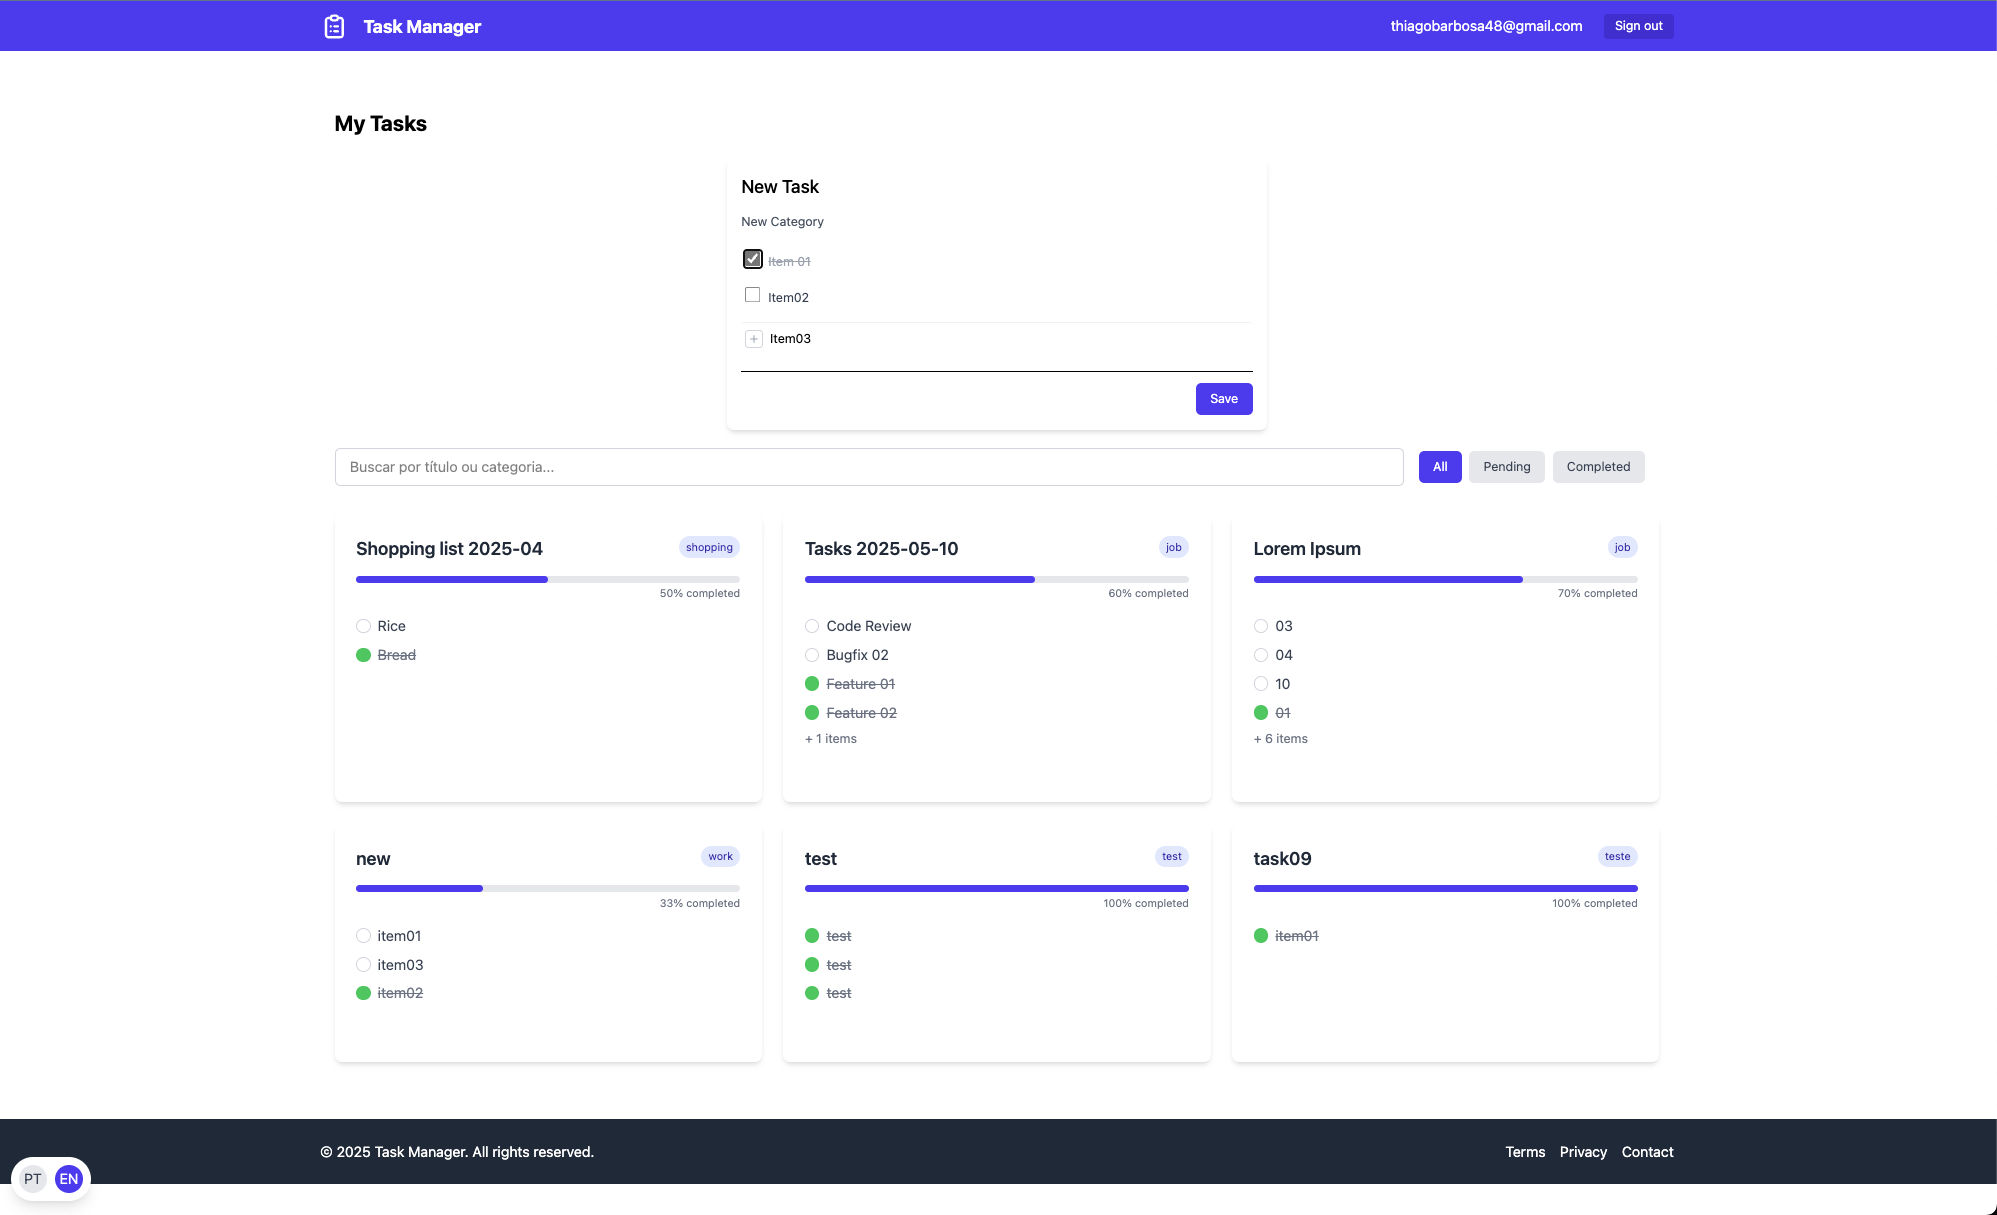 Task Manager
thiagobarbosa48@gmail.com
Sign out
My Tasks
New Task
New Category
Item 01
Item02
+ Item03
Save
Buscar por título ou categoria...
All
Pending
Completed
Shopping list 2025-04
shopping
50% completed
Rice
Bread
Tasks 2025-05-10
job
60% completed
Code Review
Bugfix 02
Feature 01
Feature 02
+ 1 items
Lorem Ipsum
job
70% completed
03
04
10
01
+ 6 items
new
work
33% completed
item01
item03
item02
test
test
100% completed
test
test
test
task09
teste
100% completed
item01
© 2025 Task Manager. All rights reserved.
Terms
Privacy
Contact
PT
EN